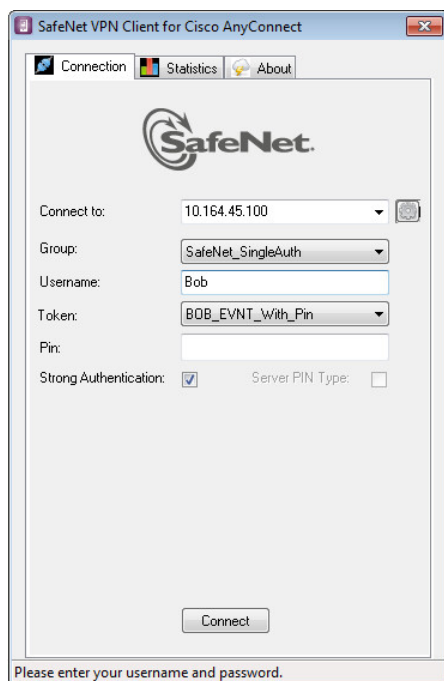 SafeNet VPN Client for Cisco AnyConnect
Connection Statistics About
SafeNet.
Connect to: 10.164.45.100
Group: SafeNet_SingleAuth
Username: Bob
Token: BOB_EVNT_With_Pin
Pin:
Strong Authentication: Server PIN Type:
Connect
Please enter your username and password.